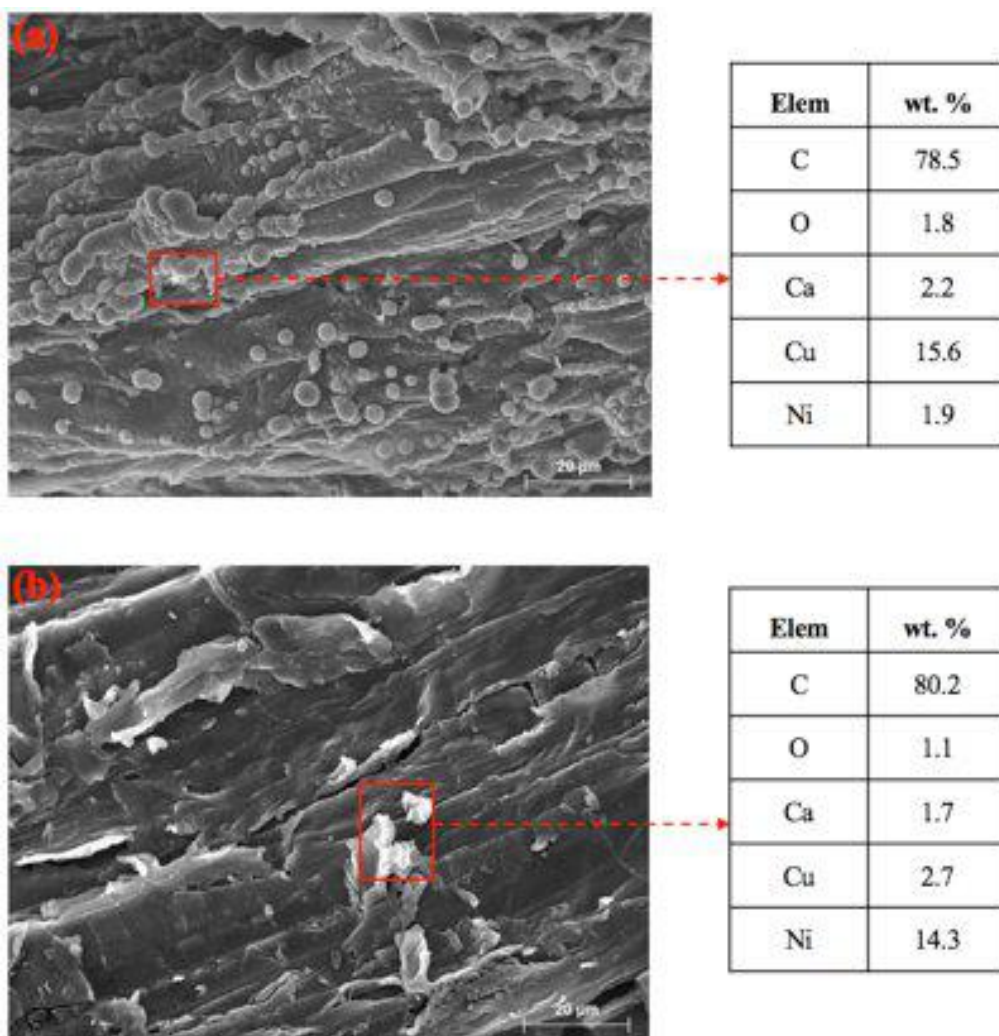 (a)
Elem wt. %
C 78.5
O 1.8
Ca 2.2
Cu 15.6
Ni 1.9
20 µm
(b)
Elem wt. %
C 80.2
O 1.1
Ca 1.7
Cu 2.7
Ni 14.3
20 µm